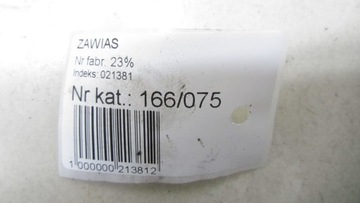 ZAWIAS
Nr fabr. 23%
Indeks: 021381
Nr kat.: 166/075
1 000000 213812